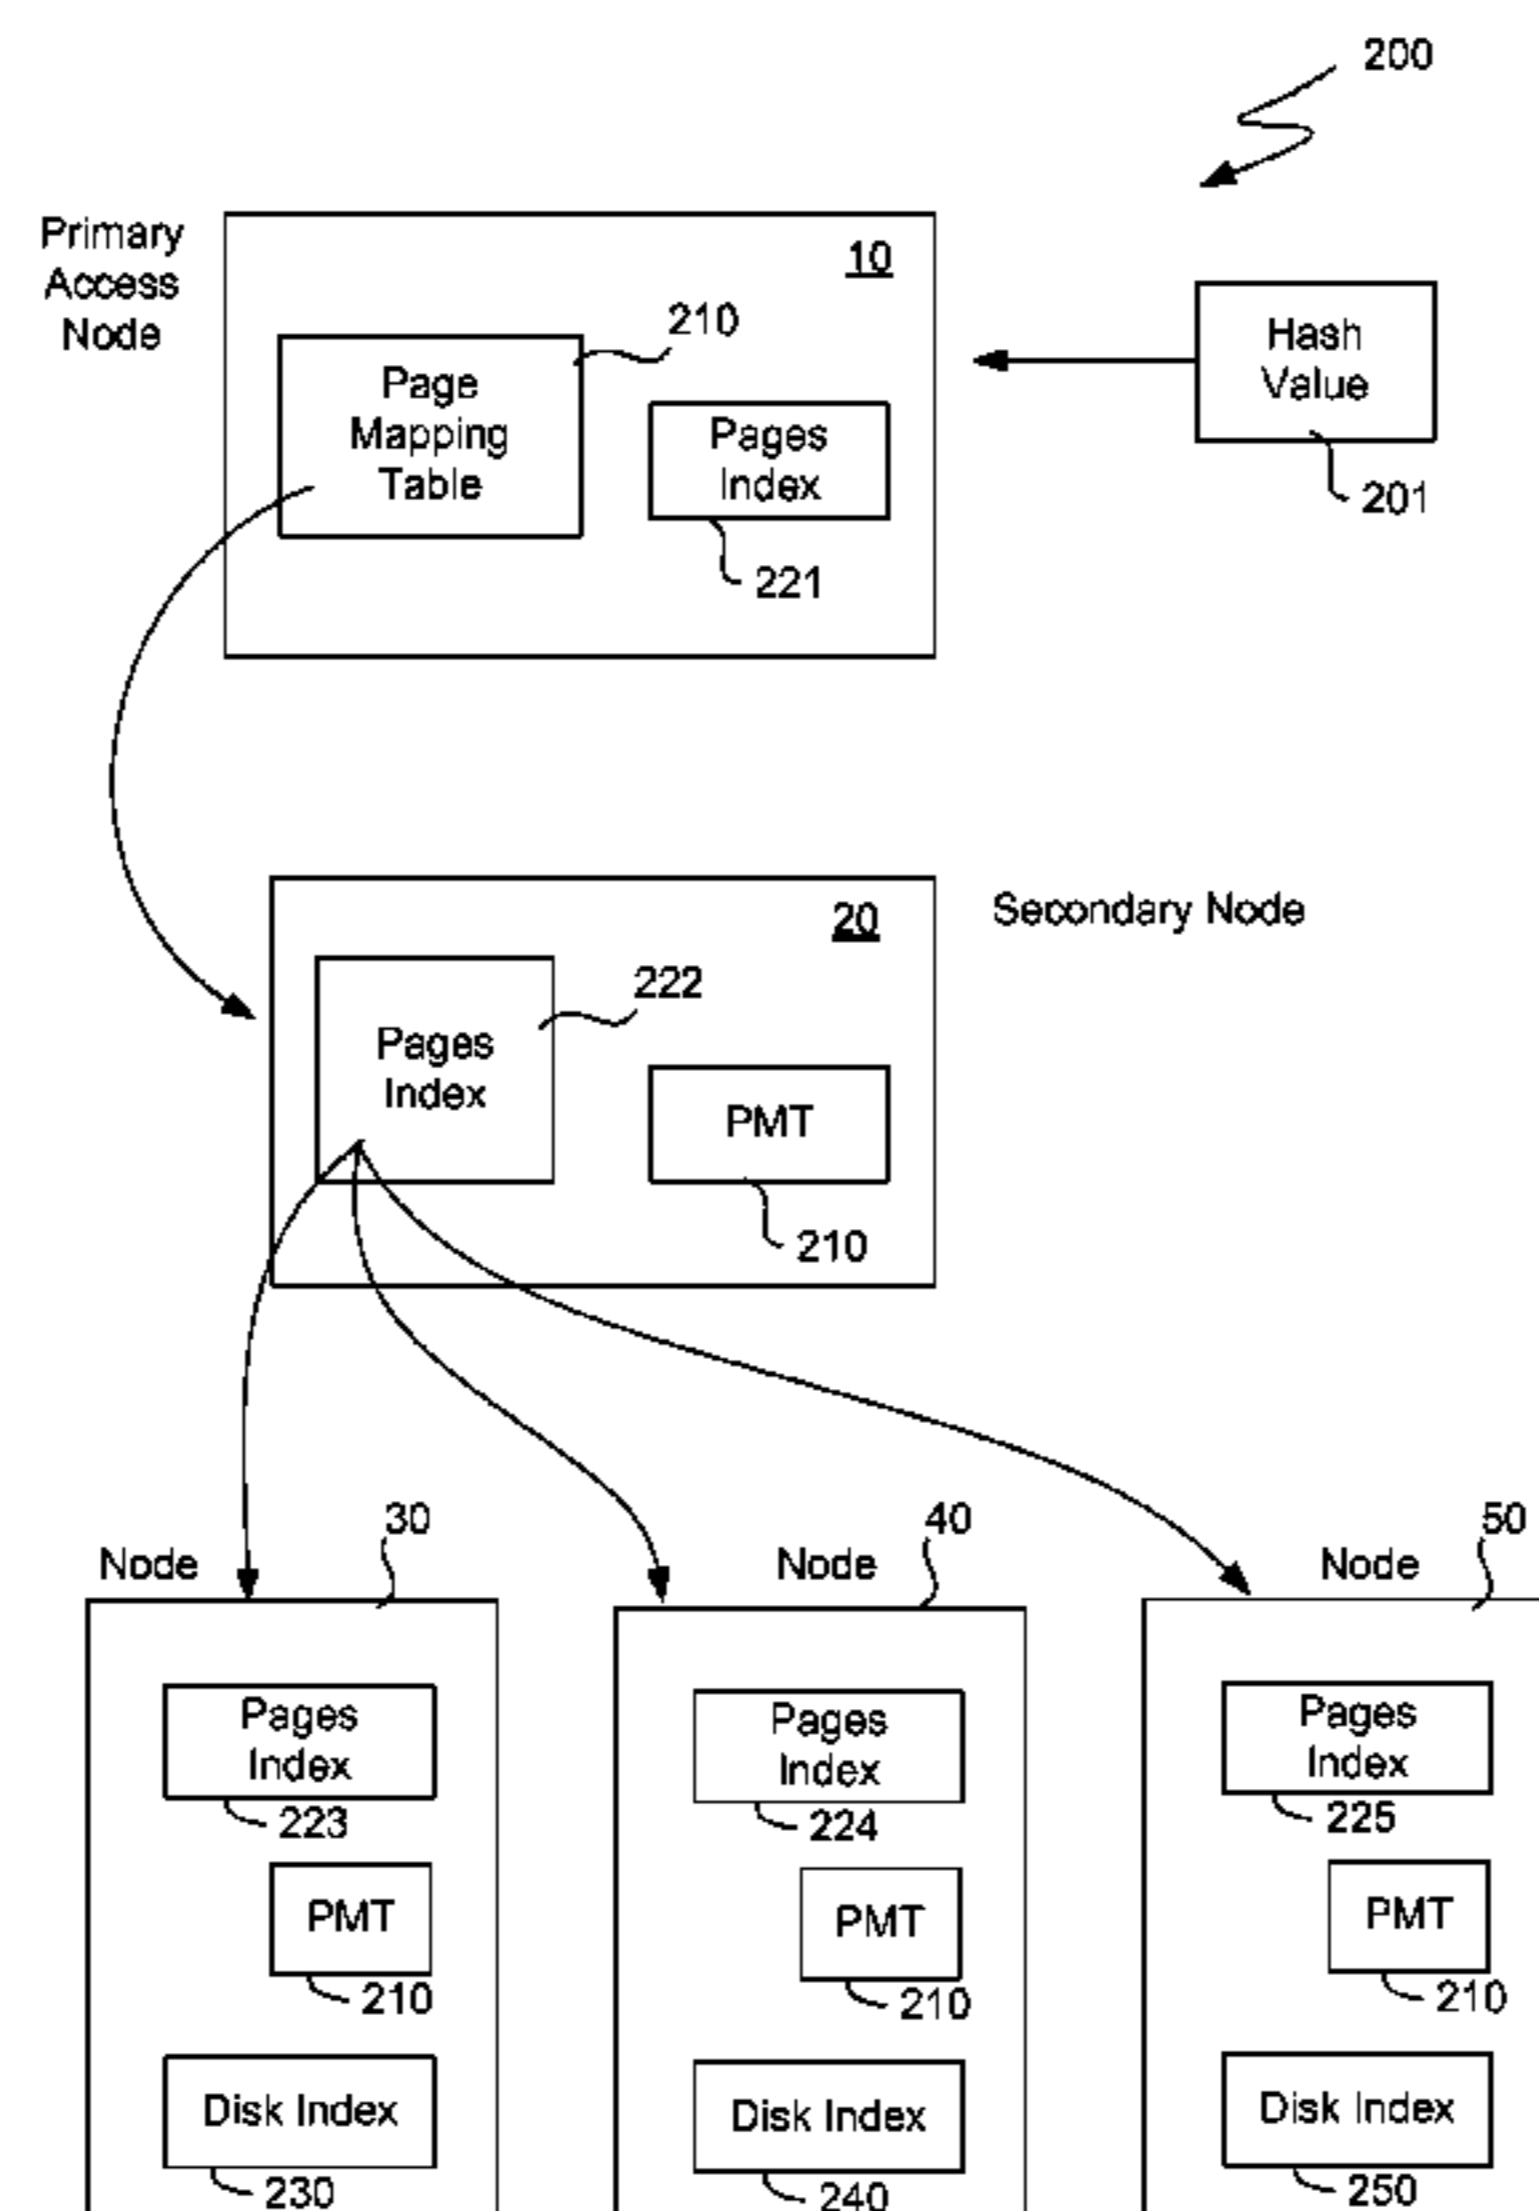 200
Primary
Access
Node
10
210
Page
Mapping
Table
Pages
Index
221
Hash
Value
201
20
Secondary Node
222
Pages
Index
PMT
210
Node
30
Node
40
Node
50
Pages
Index
223
Pages
Index
224
Pages
Index
225
PMT
210
PMT
210
PMT
210
Disk Index
230
Disk Index
240
Disk Index
250